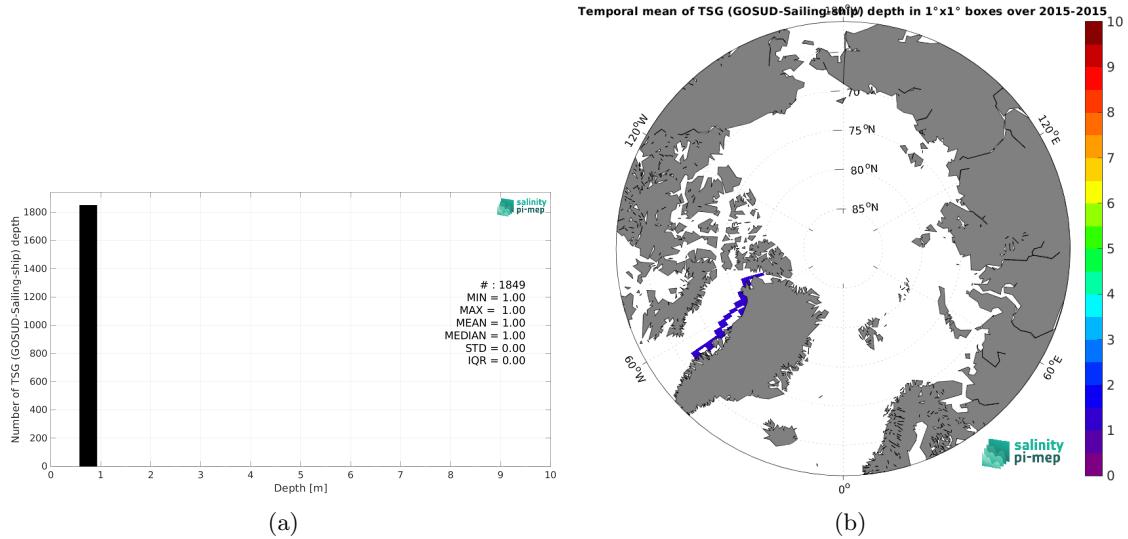 Temporal mean of TSG (GOSUD-Sailing-ship) depth in 1°x1° boxes over 2015-2015
Number of TSG (GOSUD-Sailing-ship) depth
1800
1600
1400
1200
1000
800
600
400
200
0
0 1 2 3 4 5 6 7 8 9 10
Depth [m]
salinity
pi-mep
# : 1849
MIN = 1.00
MAX = 1.00
MEAN = 1.00
MEDIAN = 1.00
STD = 0.00
IQR = 0.00
(a)
120°W
120°E
75°N
80°N
85°N
60°W
60°E
0°
salinity
pi-mep
10
9
8
7
6
5
4
3
2
1
0
(b)